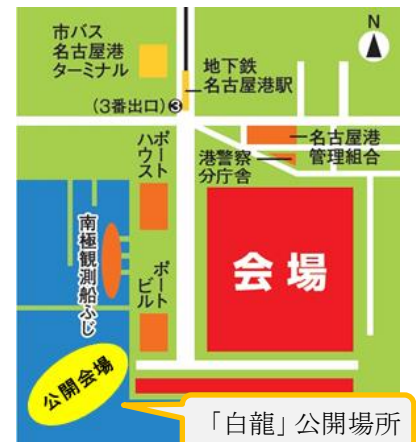 N
市バス
名古屋港
ターミナル
地下鉄
名古屋港駅
(3番出口)③
名古屋港
管理組合
港警察
分庁舎
ポート
ハウス
南極観測船ふじ
ポート
ビル
会場
公開会場
「白龍」公開場所